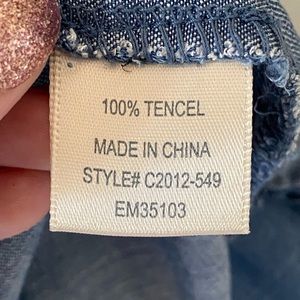 100% TENCEL
MADE IN CHINA
STYLE# C2012-549
EM35103